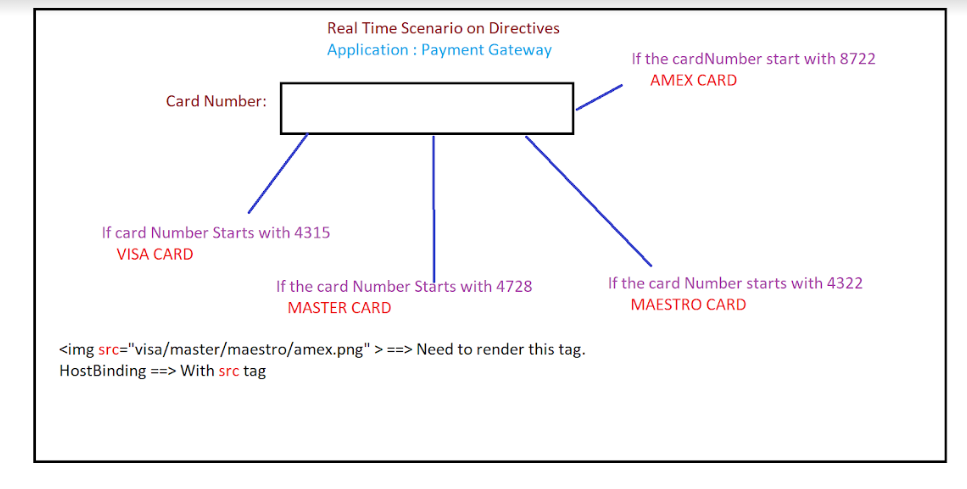 Real Time Scenario on Directives
Application : Payment Gateway
If the cardNumber start with 8722
AMEX CARD
Card Number:
If card Number Starts with 4315
VISA CARD
If the card Number Starts with 4728
MASTER CARD
If the card Number starts with 4322
MAESTRO CARD
<img src="visa/master/maestro/amex.png" > ==> Need to render this tag.
HostBinding ==> With src tag